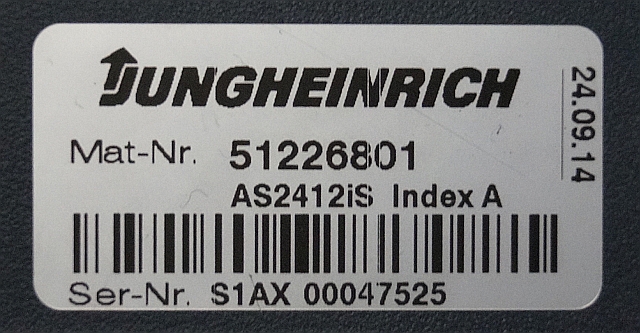 JUNGHEINRICH
Mat-Nr. 51226801
AS2412iS Index A
Ser-Nr. S1AX 00047525
24.09.14